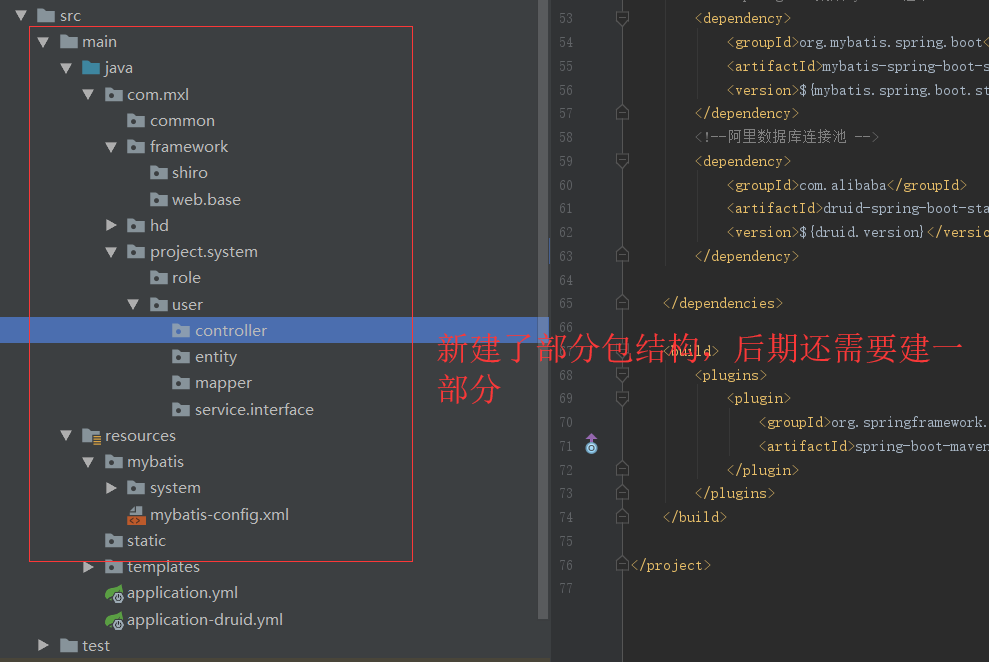 src
main
java
com.mxl
common
framework
shiro
web.base
hd
project.system
role
user
controller
entity
mapper
service.interface
resources
mybatis
system
mybatis-config.xml
static
templates
application.yml
application-druid.yml
test
53 <dependency>
54 <groupId>org.mybatis.spring.boot<
55 <artifactId>mybatis-spring-boot-s
56 <version>${mybatis.spring.boot.st
57 </dependency>
58 <!--阿里数据库连接池 -->
59 <dependency>
60 <groupId>com.alibaba</groupId>
61 <artifactId>druid-spring-boot-sta
62 <version>${druid.version}</versio
63 </dependency>
64
65 </dependencies>
66
67 <build>
68 <plugins>
69 <plugin>
70 <groupId>org.springframework.
71 <artifactId>spring-boot-maven
72 </plugin>
73 </plugins>
74 </build>
75
76 </project>
77
新建了部分包结构，后期还需要建一
部分